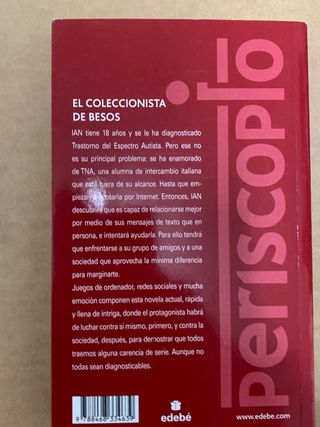 EL COLECCIONISTA
DE BESOS
IAN tiene 18 años y se le ha diagnosticado
Trastorno del Espectro Autista. Pero ese no
es su principal problema: se ha enamorado
de TNA, una alumna de intercambio italiana
que está fuera de su alcance. Hasta que em-
piezan a acosarla por Internet. Entonces, IAN
descubre que es capaz de relacionarse mejor
por medio de sus mensajes de texto que en
persona, e intentará ayudarla. Para ello tendrá
que enfrentarse a su grupo de amigos y a una
sociedad que aprovecha la mínima diferencia
para marginarte.
Juegos de ordenador, redes sociales y mucha
emoción componen esta novela actual, rápida
y llena de intriga, donde el protagonista habrá
de luchar contra si mismo, primero, y contra la
sociedad, después, para demostrar que todos
traemos alguna carencia de serie. Aunque no
todas sean diagnosticables.
periscopio
9 788468 334639
edebé
www.edebe.com